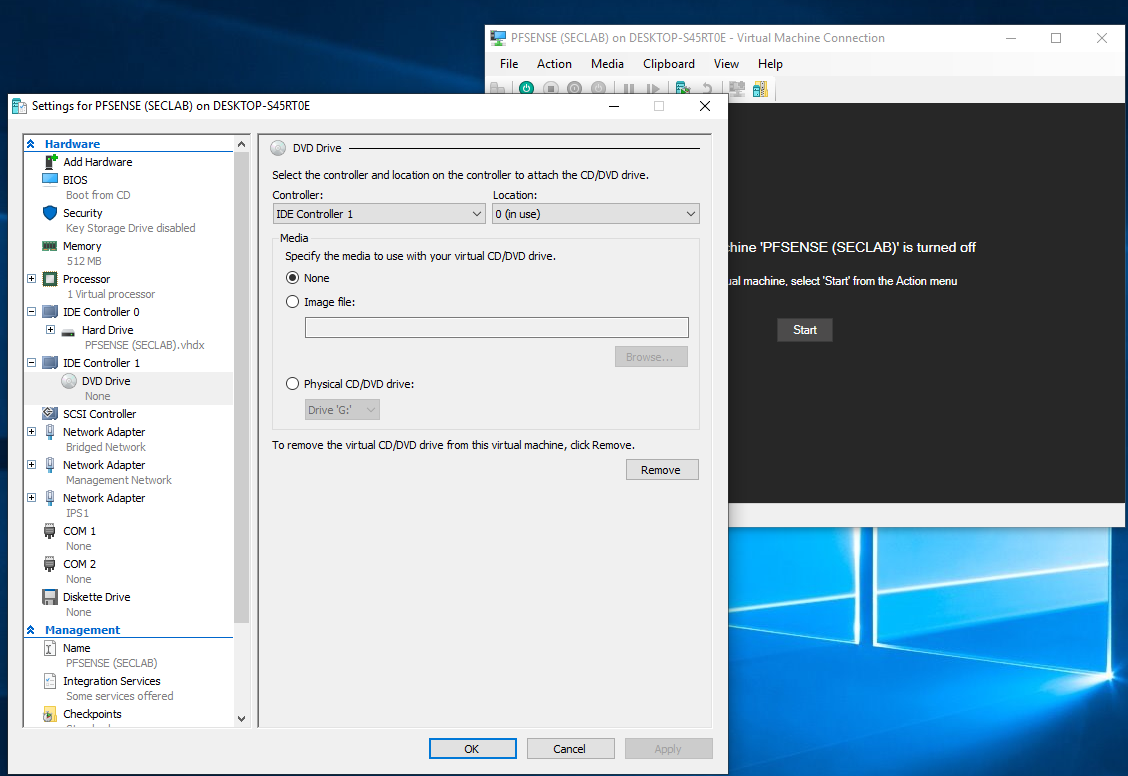 PFSENSE (SECLAB) on DESKTOP-S45RT0E - Virtual Machine Connection
File Action Media View Clipboard Help
Settings for PFSENSE (SECLAB) on DESKTOP-S45RT0E
Hardware
Add Hardware
BIOS
Boot from CD
Security
Key Storage Drive disabled
Memory
512 MB
Processor
1 Virtual processor
IDE Controller 0
Hard Drive
PFSENSE (SECLAB).vhdx
IDE Controller 1
DVD Drive
None
SCSI Controller
Network Adapter
Bridged Network
Network Adapter
Management Network
Network Adapter
IPS1
COM 1
None
COM 2
None
Diskette Drive
None
Management
Name
PFSENSE (SECLAB)
Integration Services
Some services offered
Checkpoints
DVD Drive
Select the controller and location on the controller to attach the CD/DVD drive.
Controller: Location:
IDE Controller 1 0 (in use)
Media
Specify the media to use with your virtual CD/DVD drive.
None
Image file:
Browse...
Physical CD/DVD drive:
Drive 'G:'
To remove the virtual CD/DVD drive from this virtual machine, click Remove.
Remove
OK Cancel Apply
'PFSENSE (SECLAB)' is turned off
machine, select 'Start' from the Action menu
Start